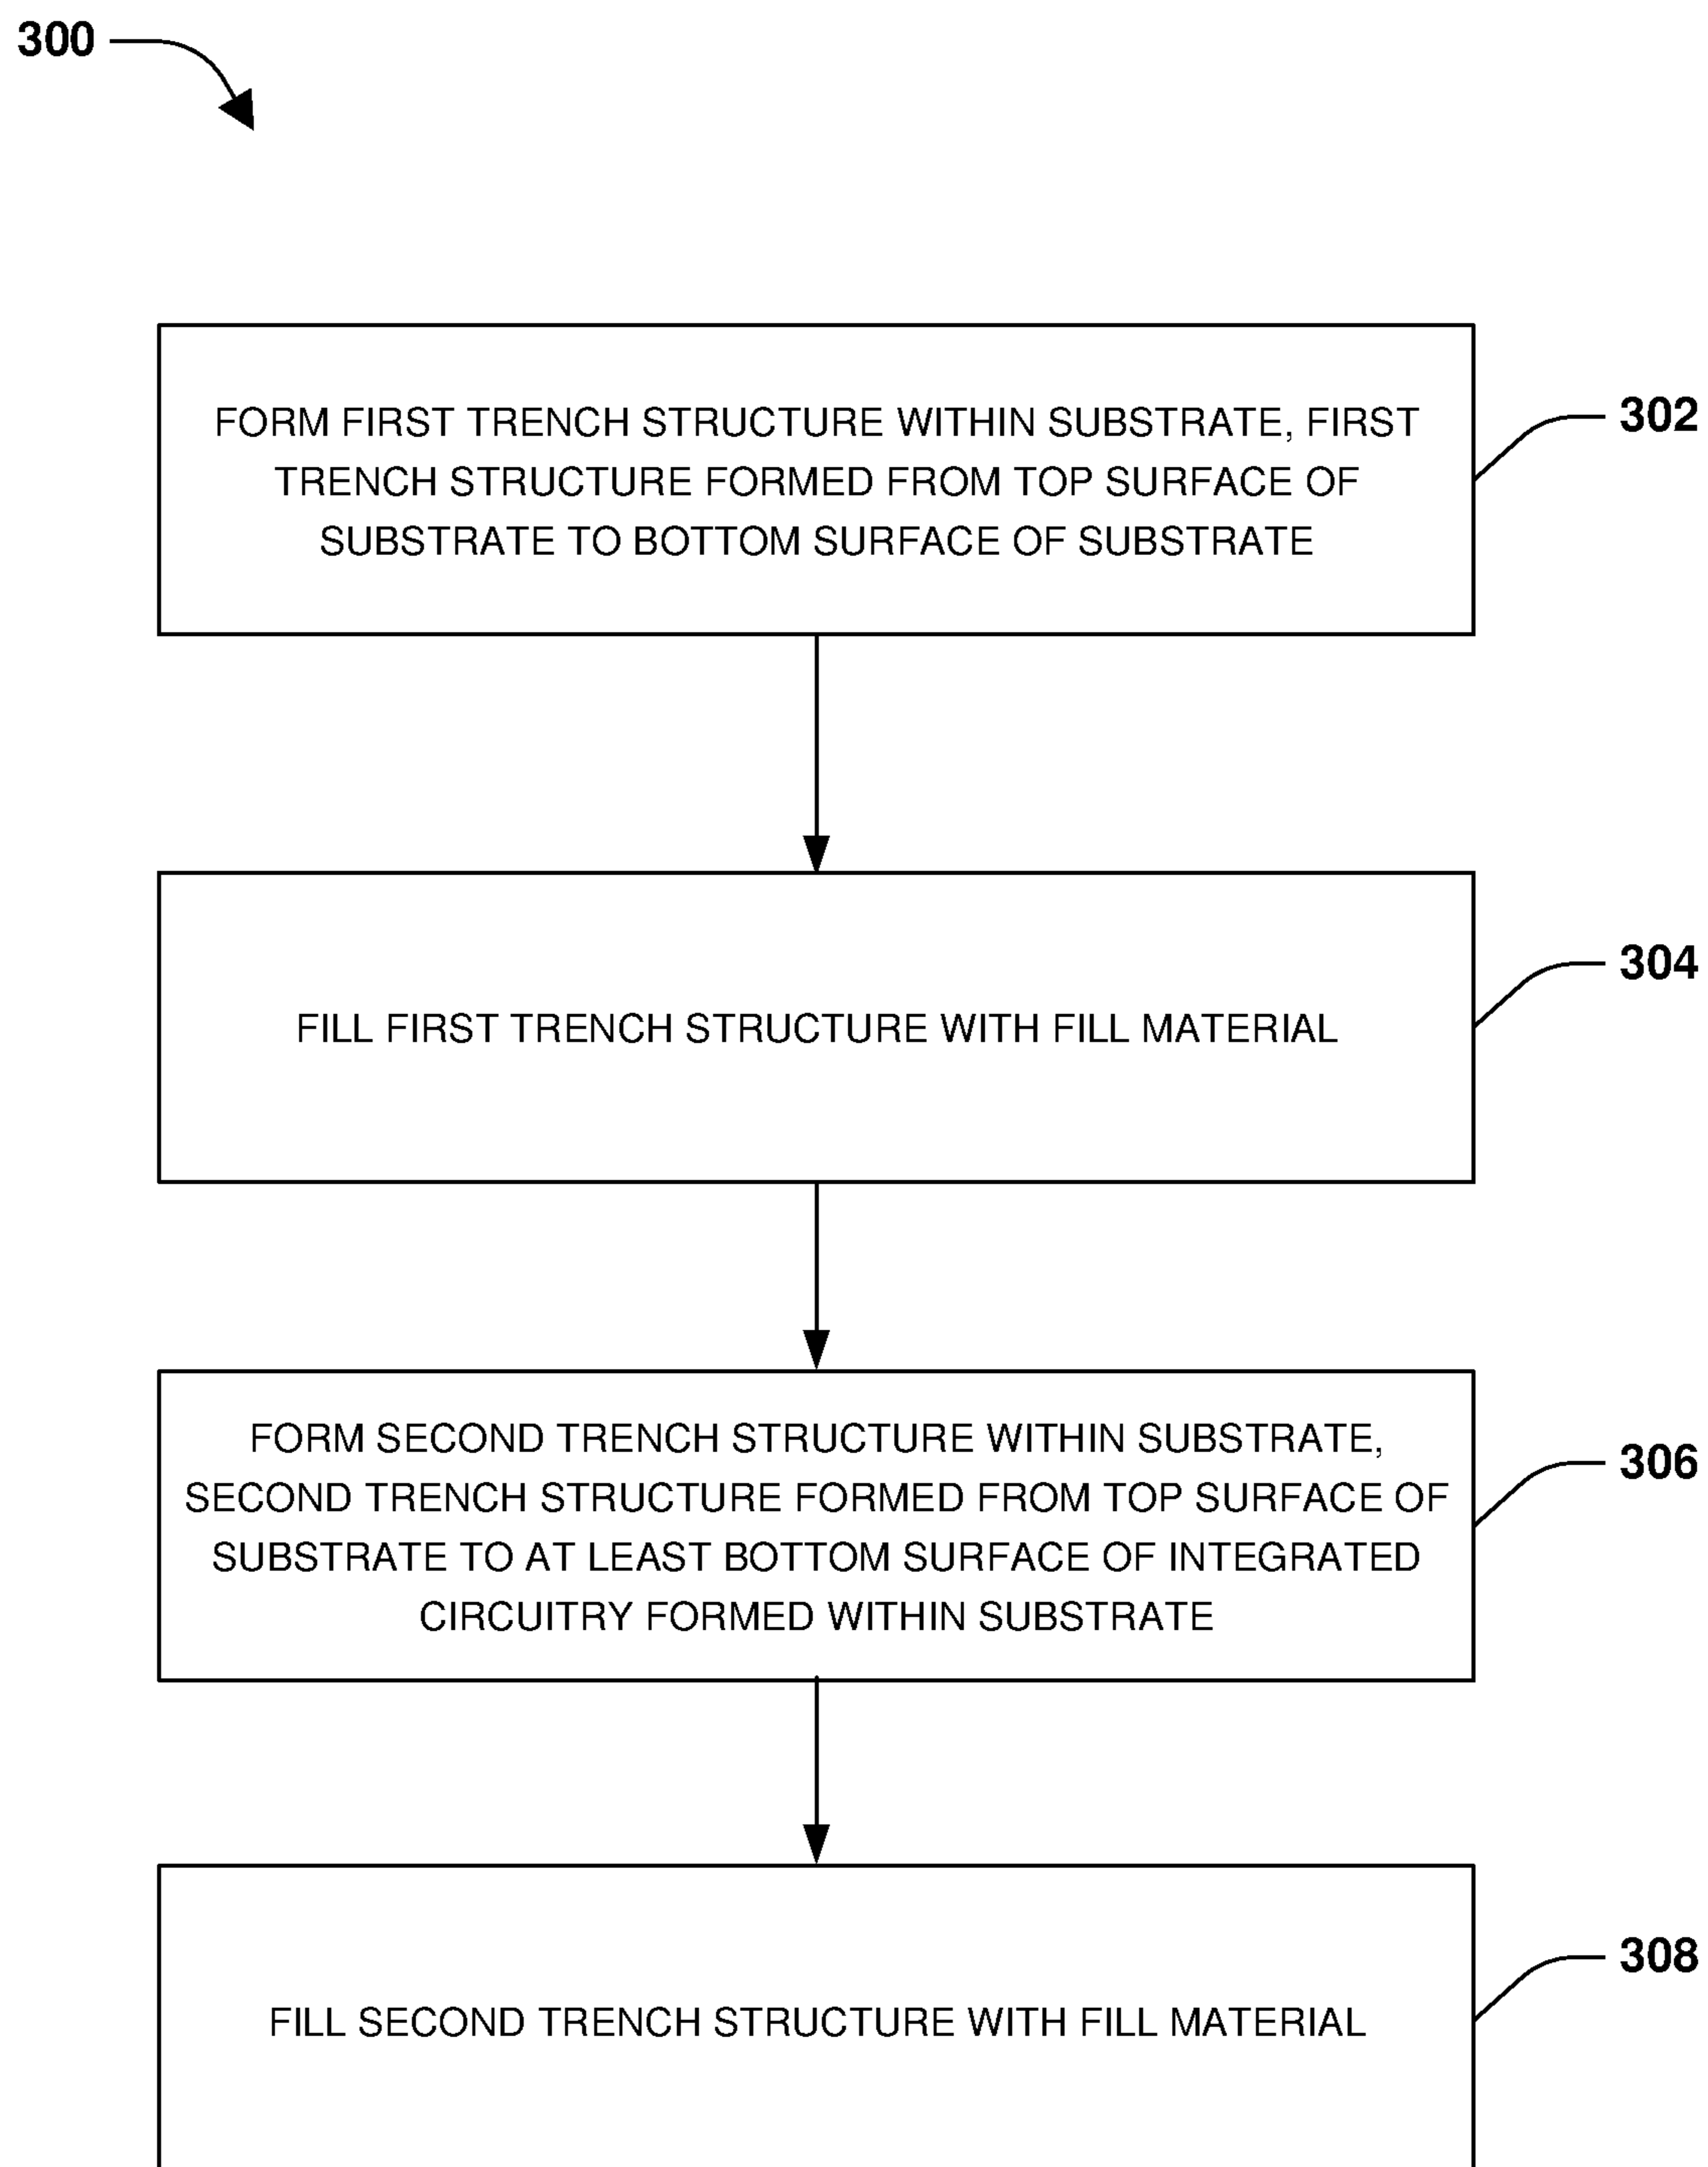 300
FORM FIRST TRENCH STRUCTURE WITHIN SUBSTRATE, FIRST
TRENCH STRUCTURE FORMED FROM TOP SURFACE OF
SUBSTRATE TO BOTTOM SURFACE OF SUBSTRATE
302
FILL FIRST TRENCH STRUCTURE WITH FILL MATERIAL
304
FORM SECOND TRENCH STRUCTURE WITHIN SUBSTRATE,
SECOND TRENCH STRUCTURE FORMED FROM TOP SURFACE OF
SUBSTRATE TO AT LEAST BOTTOM SURFACE OF INTEGRATED
CIRCUITRY FORMED WITHIN SUBSTRATE
306
FILL SECOND TRENCH STRUCTURE WITH FILL MATERIAL
308